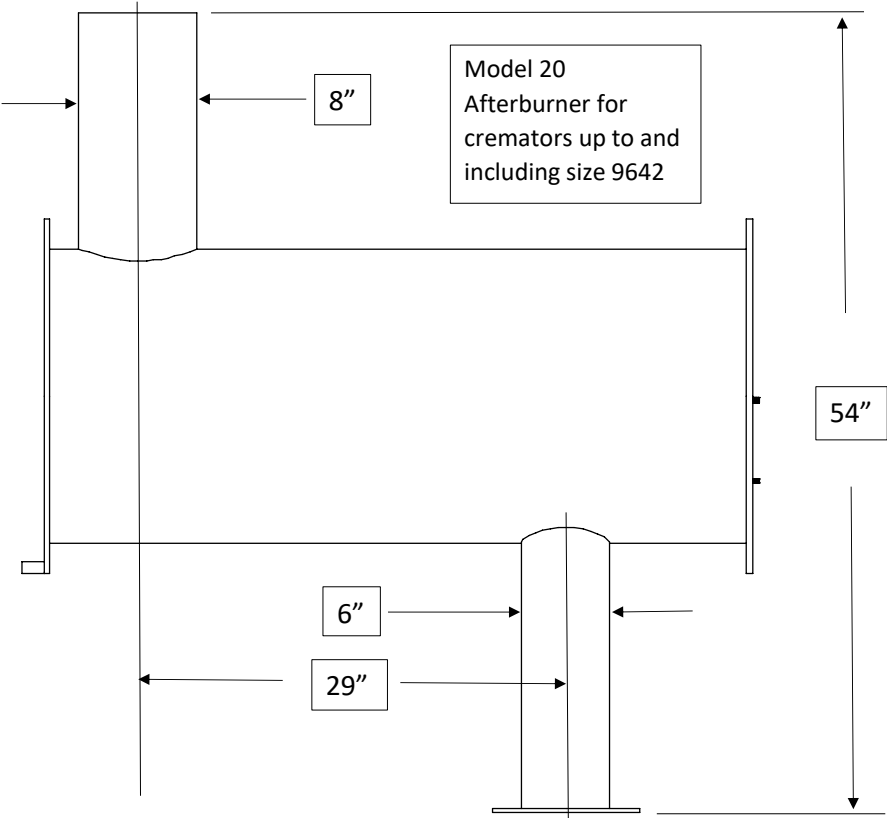 8”
Model 20
Afterburner for
cremators up to and
including size 9642
54”
6”
29”